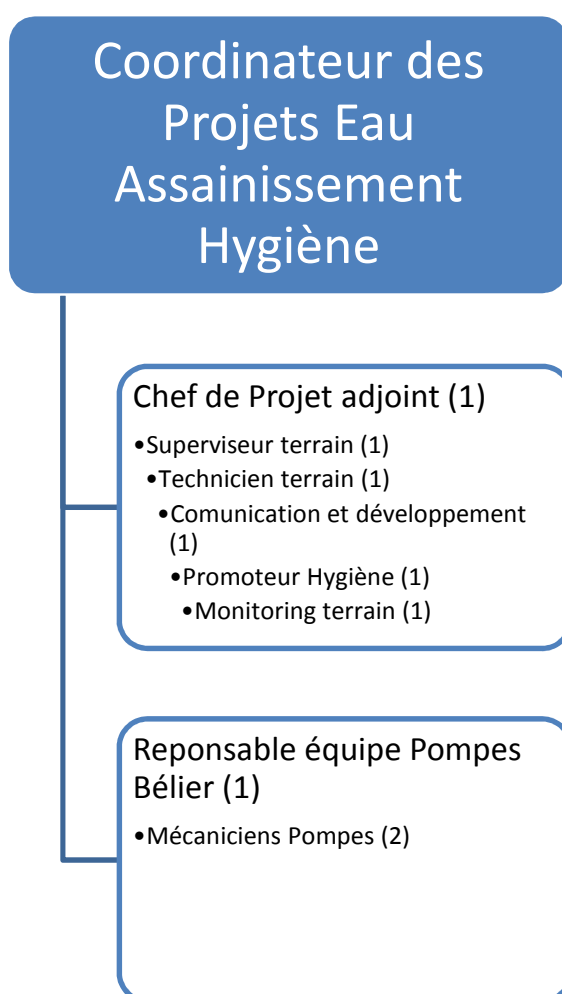 Coordinateur des
Projets Eau
Assainissement
Hygiène
Chef de Projet adjoint (1)
•Superviseur terrain (1)
•Technicien terrain (1)
•Comunication et développement
(1)
•Promoteur Hygiène (1)
•Monitoring terrain (1)
Reponsable équipe Pompes
Bélier (1)
•Mécaniciens Pompes (2)